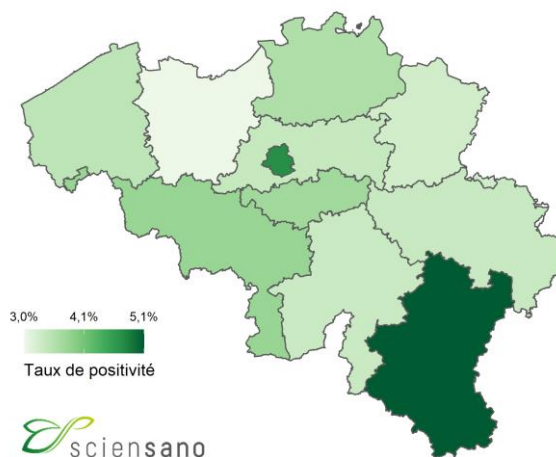 3,0% 4,1% 5,1%
Taux de positivité
sciensano